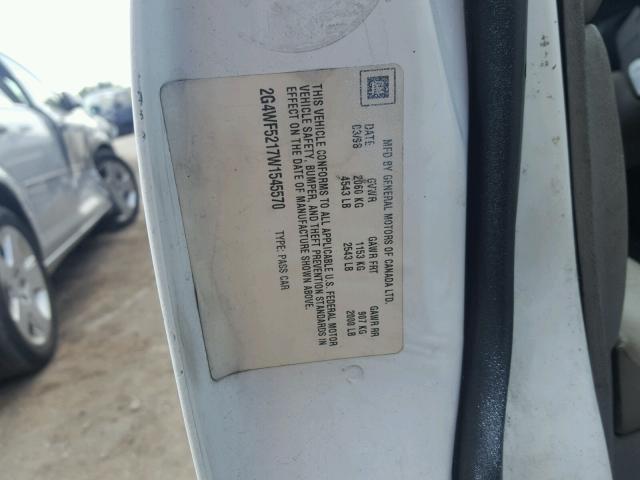 MFD BY GENERAL MOTORS OF CANADA LTD.
DATE GVWR GAWR FRT GAWR RR
03/98 2060 KG 1153 KG 907 KG
4543 LB 2543 LB 2000 LB
THIS VEHICLE CONFORMS TO ALL APPLICABLE U.S. FEDERAL MOTOR
VEHICLE SAFETY, BUMPER, AND THEFT PREVENTION STANDARDS IN
EFFECT ON THE DATE OF MANUFACTURE SHOWN ABOVE.
2G4WF5217W1545570 TYPE: PASS CAR